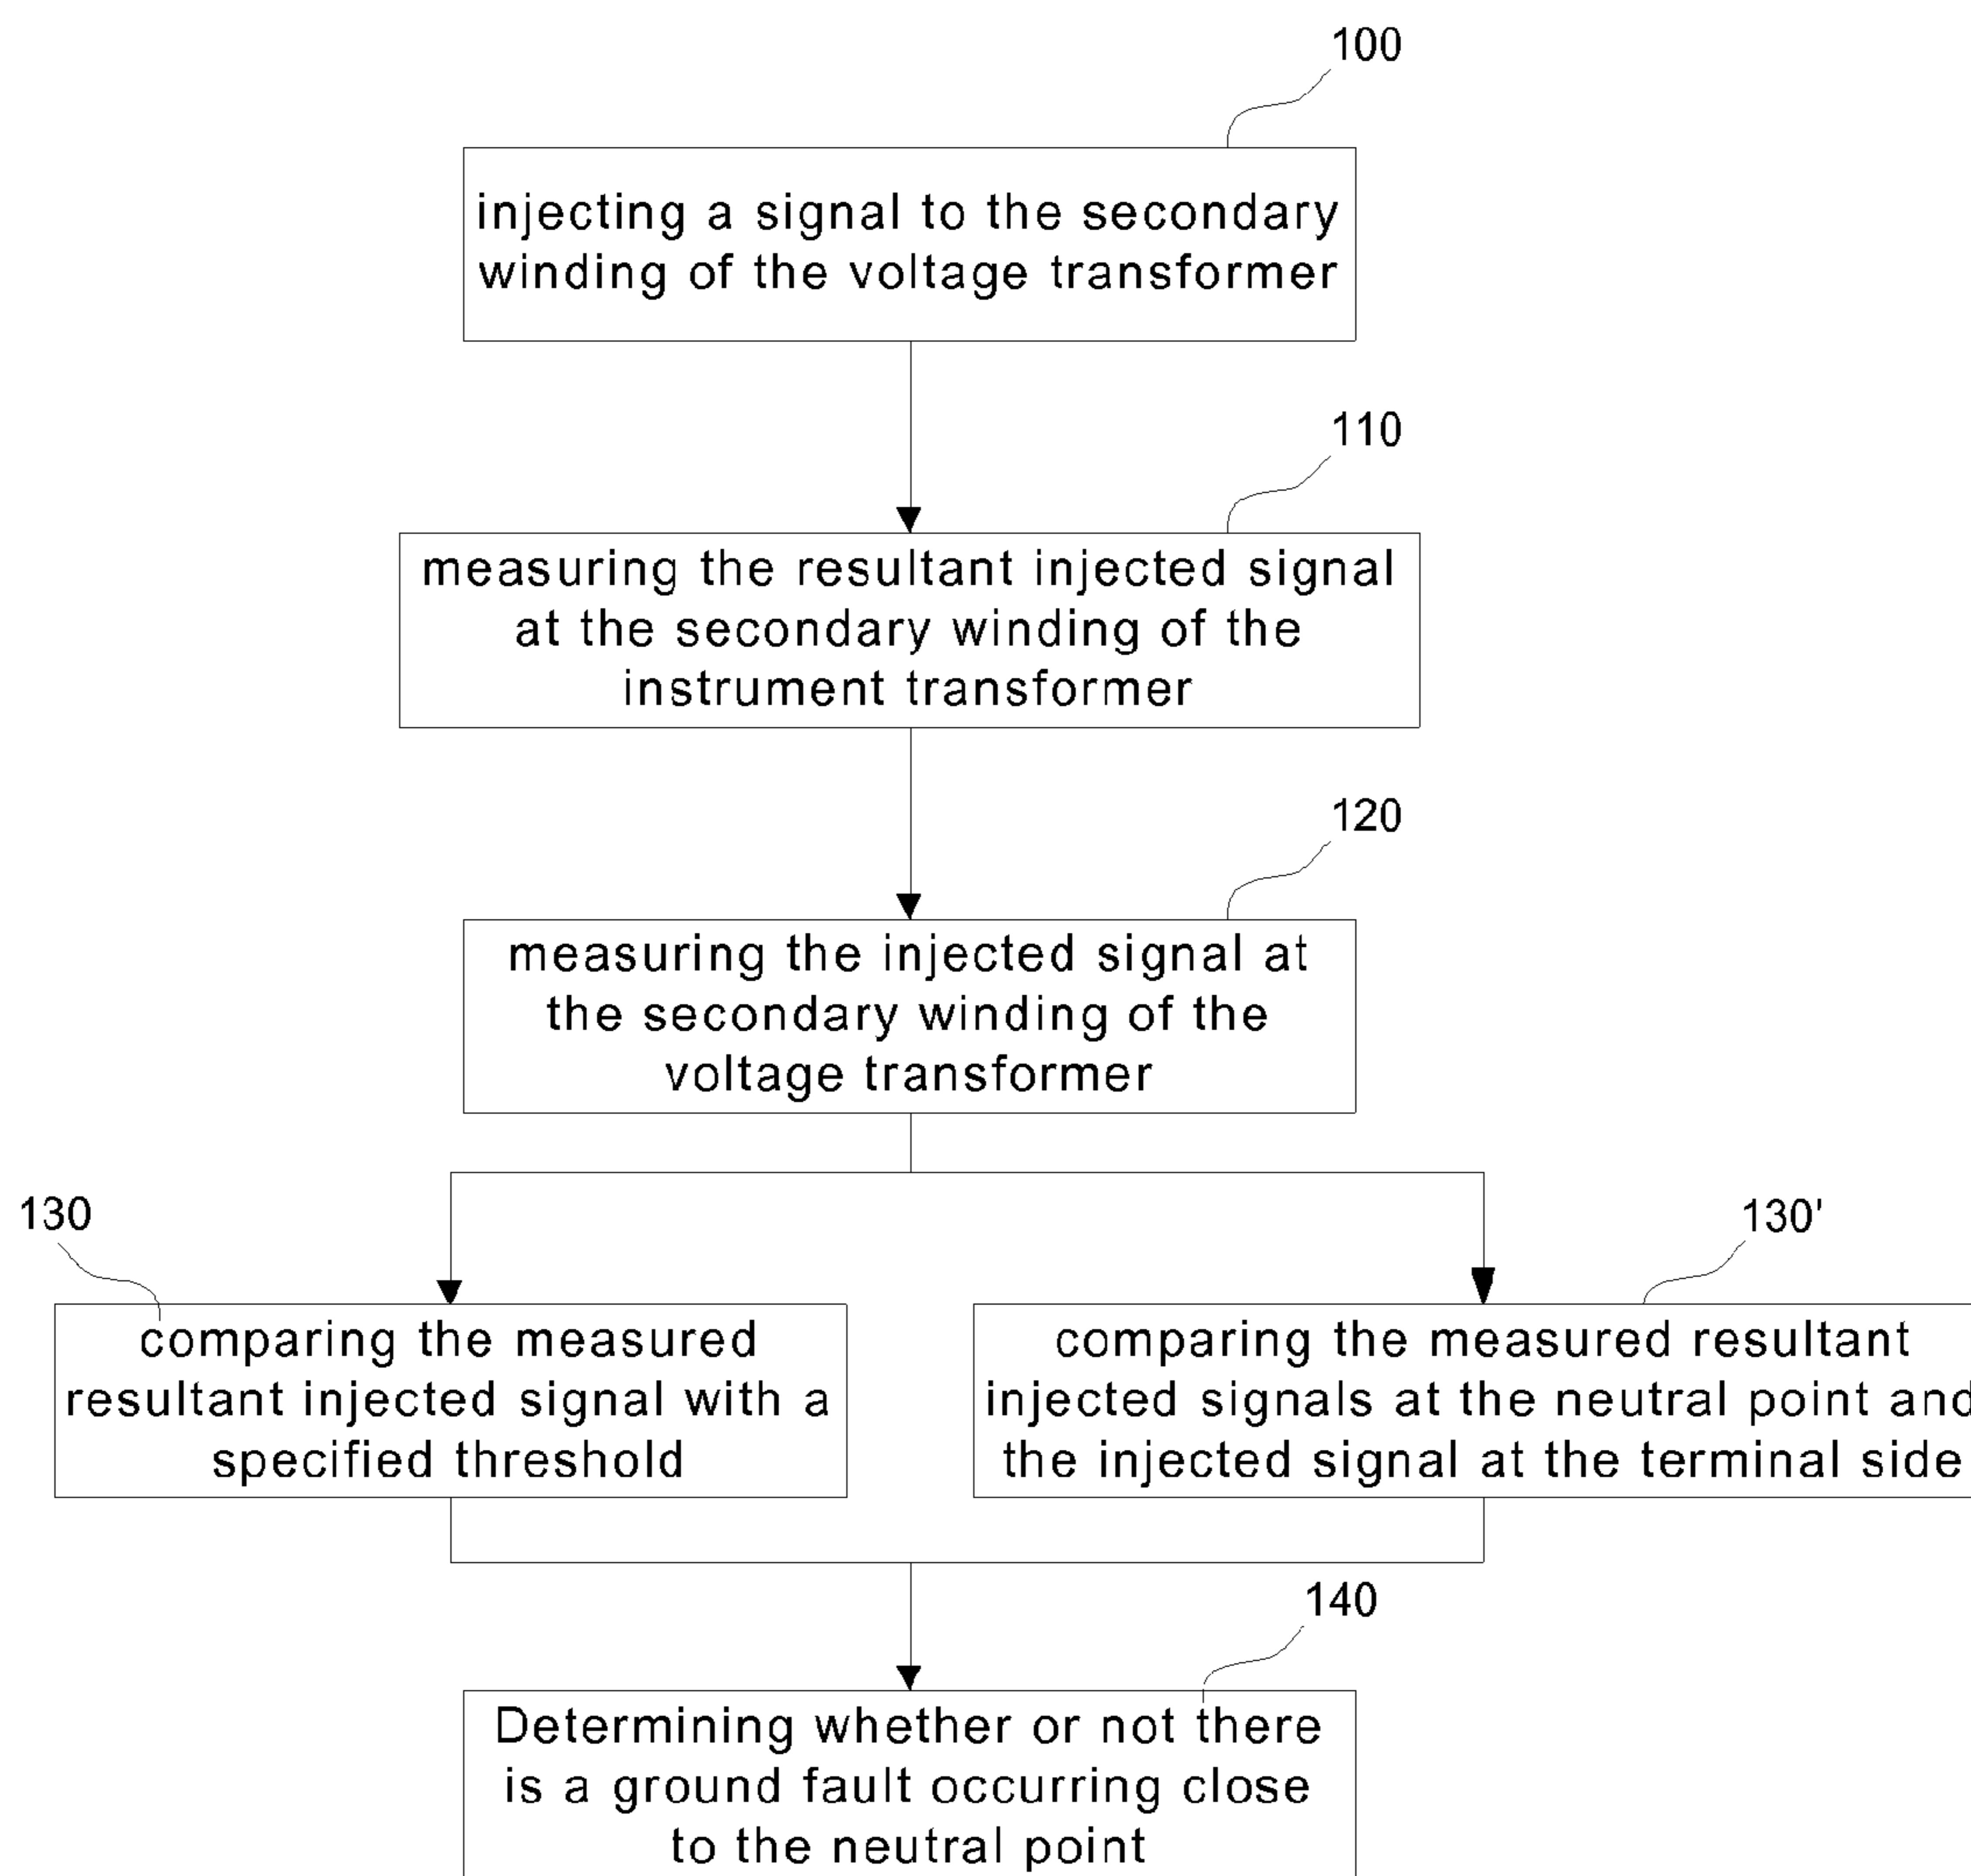 100
injecting a signal to the secondary
winding of the voltage transformer
110
measuring the resultant injected signal
at the secondary winding of the
instrument transformer
120
measuring the injected signal at
the secondary winding of the
voltage transformer
130
comparing the measured
resultant injected signal with a
specified threshold
130'
comparing the measured resultant
injected signals at the neutral point and
the injected signal at the terminal side
140
Determining whether or not there
is a ground fault occurring close
to the neutral point